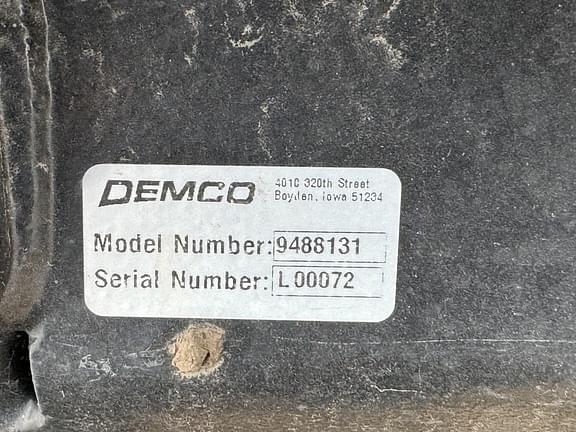 DEMCO
4010 320th Street
Boyden, Iowa 51234
Model Number: 9488131
Serial Number: L00072